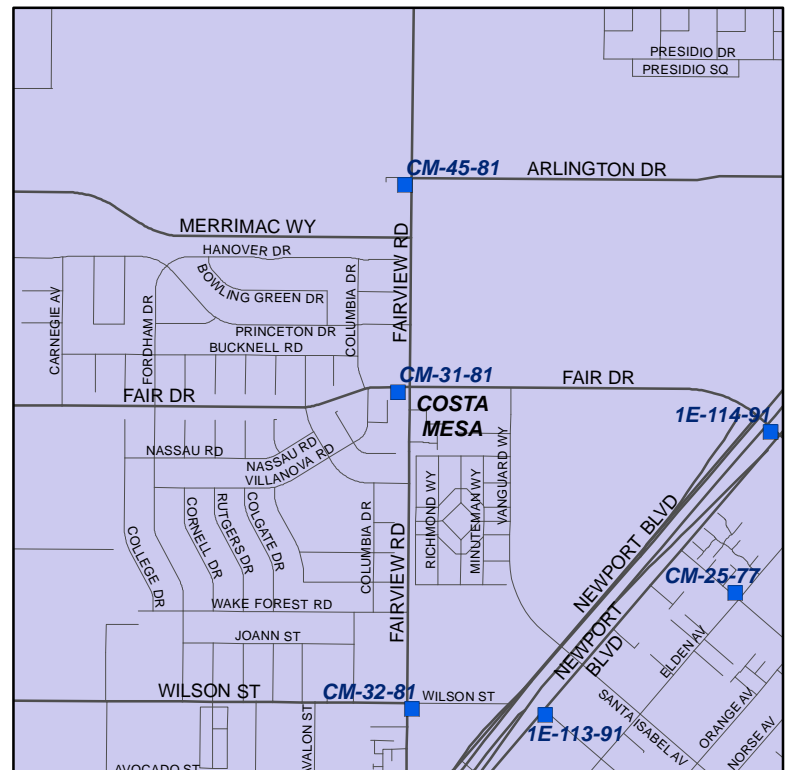 PRESIDIO DR
PRESIDIO SQ
CM-45-81
ARLINGTON DR
MERRIMAC WY
HANOVER DR
BOWLING GREEN DR
COLUMBIA DR
FAIRVIEW RD
CARNEGIE AV
FORDHAM DR
PRINCETON DR
BUCKNELL RD
CM-31-81
FAIR DR
FAIR DR
COSTA
MESA
1E-114-91
NASSAU RD
NASSAU RD
VILLANOVA RD
RICHMOND WY
MINUTEMAN WY
VANGUARD WY
COLLEGE DR
CORNELL DR
RUTGERS DR
COLGATE DR
COLUMBIA DR
FAIRVIEW RD
NEWPORT BLVD
CM-25-77
WAKE FOREST RD
JOANN ST
NEWPORT
BLVD
ELDEN AV
WILSON ST
CM-32-81
WILSON ST
SANTA ISABEL AV
ORANGE AV
NORSE AV
1E-113-91
AVALON ST
AVOCADO ST